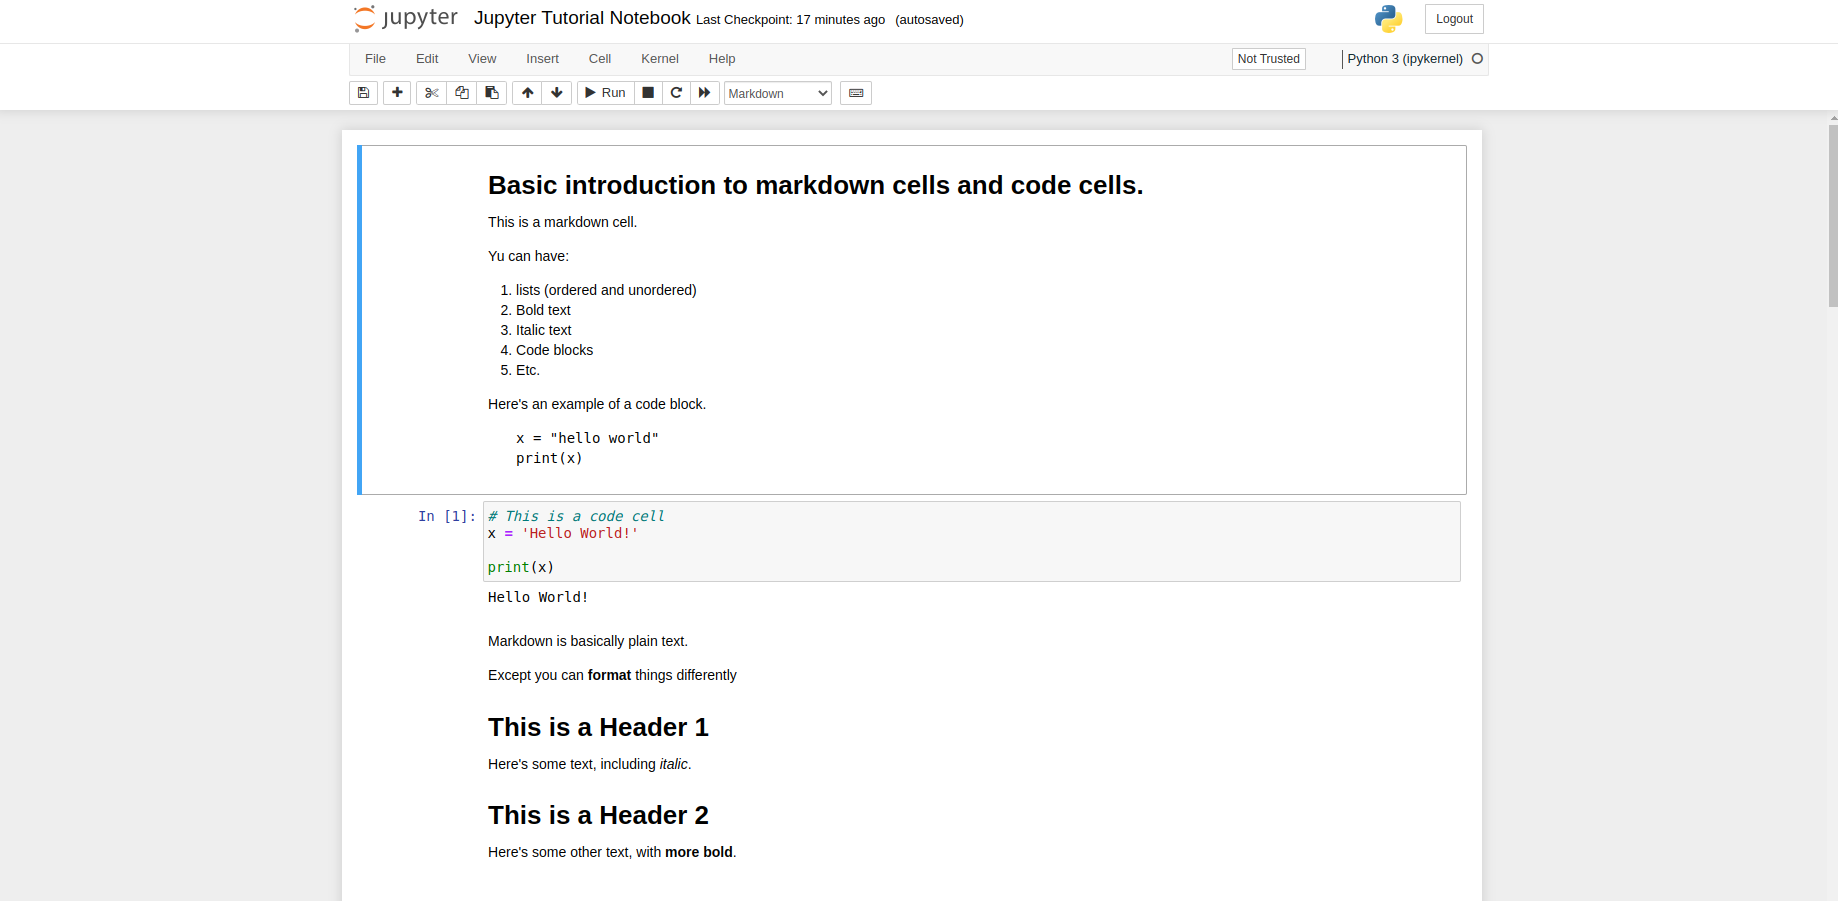 jupyter Jupyter Tutorial Notebook Last Checkpoint: 17 minutes ago (autosaved) Logout
File Edit View Insert Cell Kernel Help Not Trusted Python 3 (ipykernel)
Run Markdown
Basic introduction to markdown cells and code cells.
This is a markdown cell.
Yu can have:
1. lists (ordered and unordered)
2. Bold text
3. Italic text
4. Code blocks
5. Etc.
Here's an example of a code block.
x = "hello world"
print(x)
In [1]: # This is a code cell
x = 'Hello World!'
print(x)
Hello World!
Markdown is basically plain text.
Except you can format things differently
This is a Header 1
Here's some text, including italic.
This is a Header 2
Here's some other text, with more bold.